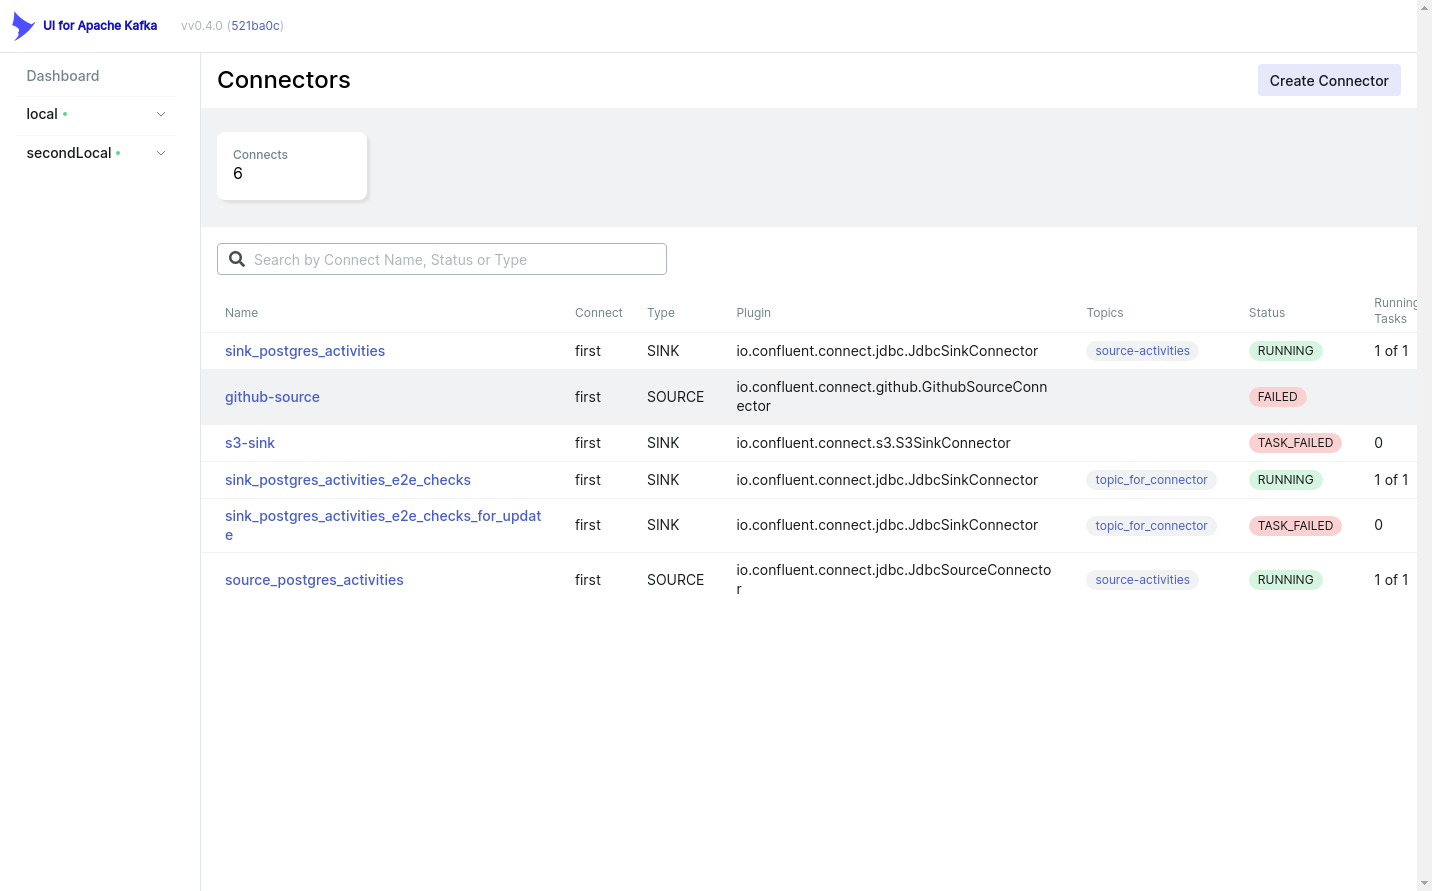 UI for Apache Kafka
vv0.4.0 (521ba0c)
Dashboard
local
secondLocal
Connectors
Create Connector
Connects
6
Search by Connect Name, Status or Type
Name Connect Type Plugin Topics Status Running
Tasks
sink_postgres_activities first SINK io.confluent.connect.jdbc.JdbcSinkConnector source-activities RUNNING 1 of 1
github-source first SOURCE io.confluent.connect.github.GithubSourceConn
ector FAILED
s3-sink first SINK io.confluent.connect.s3.S3SinkConnector TASK_FAILED 0
sink_postgres_activities_e2e_checks first SINK io.confluent.connect.jdbc.JdbcSinkConnector topic_for_connector RUNNING 1 of 1
sink_postgres_activities_e2e_checks_for_updat
e first SINK io.confluent.connect.jdbc.JdbcSinkConnector topic_for_connector TASK_FAILED 0
source_postgres_activities first SOURCE io.confluent.connect.jdbc.JdbcSourceConnecto
r source-activities RUNNING 1 of 1